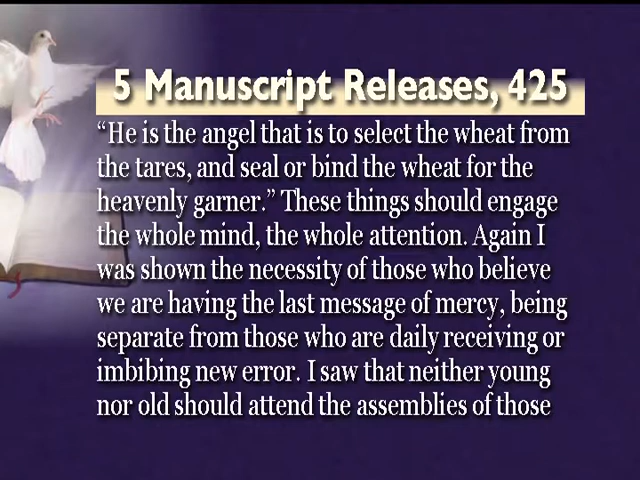 5 Manuscript Releases, 425
“He is the angel that is to select the wheat from
the tares, and seal or bind the wheat for the
heavenly garner.” These things should engage
the whole mind, the whole attention. Again I
was shown the necessity of those who believe
we are having the last message of mercy, being
separate from those who are daily receiving or
imbibing new error. I saw that neither young
nor old should attend the assemblies of those